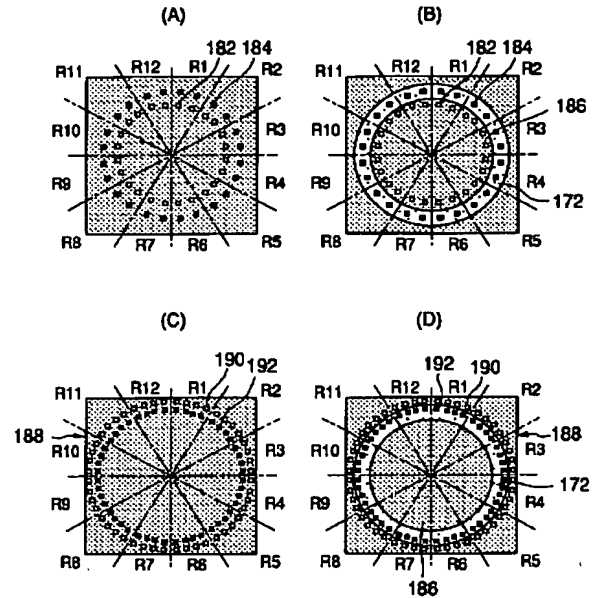 (A)
182 184
R11 R12 R1 R2
R10 R3
R9 R4
R8 R7 R6 R5
(B)
182 184
R11 R12 R1 R2
186
R10 R3
R9 R4
172
R8 R7 R6 R5
(C)
190 192
R11 R12 R1 R2
188
R10 R3
R9 R4
R8 R7 R6 R5
(D)
192 190
R11 R12 R1 R2
188
R10 R3
172
R9 R4
R8 R7 R6 R5
186